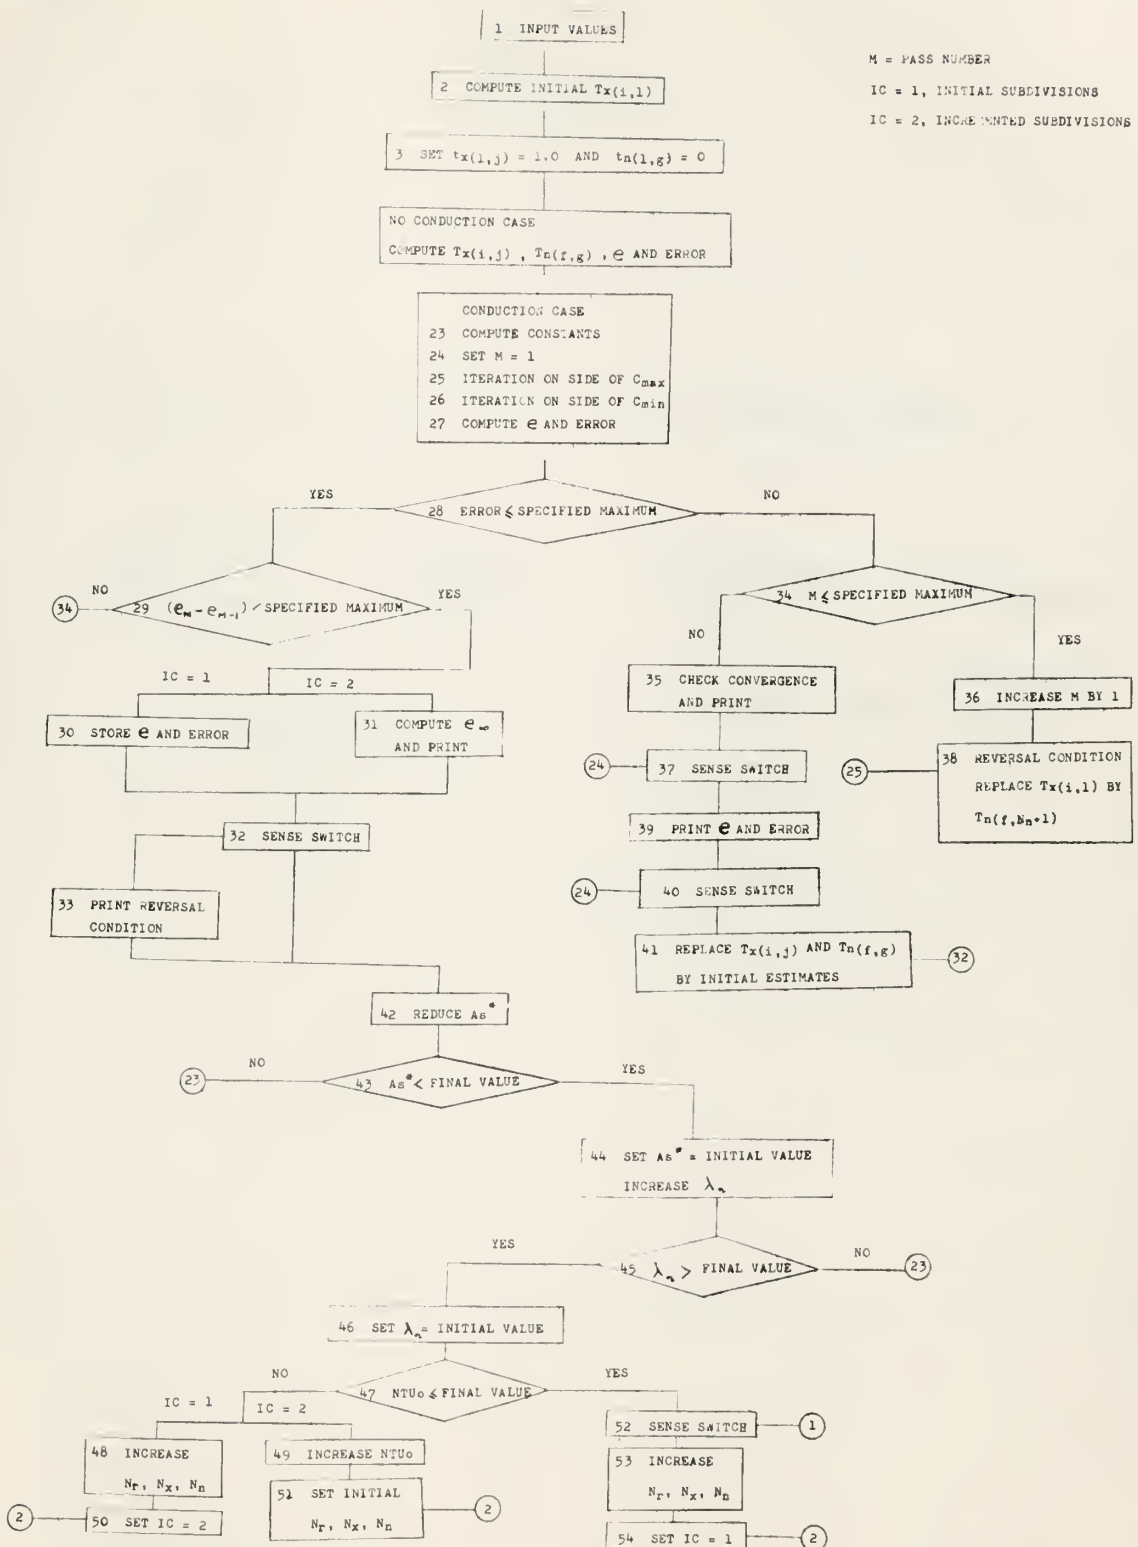 1 INPUT VALUES
M = PASS NUMBER
IC = 1, INITIAL SUBDIVISIONS
IC = 2, INCREMENTED SUBDIVISIONS
2 COMPUTE INITIAL Tx(i,1)
3 SET tx(1,j) = 1.0 AND tn(1,g) = 0
NO CONDUCTION CASE
COMPUTE Tx(i,j) , Tn(f,g) , e AND ERROR
CONDUCTION CASE
23 COMPUTE CONSTANTS
24 SET M = 1
25 ITERATION ON SIDE OF Cmax
26 ITERATION ON SIDE OF Cmin
27 COMPUTE e AND ERROR
YES
28 ERROR ≤ SPECIFIED MAXIMUM
NO
NO
34
29 (eM - eM-1) / SPECIFIED MAXIMUM
YES
34 M ≤ SPECIFIED MAXIMUM
NO
YES
IC = 1
IC = 2
30 STORE e AND ERROR
31 COMPUTE e∞
AND PRINT
35 CHECK CONVERGENCE
AND PRINT
36 INCREASE M BY 1
24
37 SENSE SWITCH
25
38 REVERSAL CONDITION
REPLACE Tx(i,1) BY
Tn(f,Nn+1)
32 SENSE SWITCH
39 PRINT e AND ERROR
33 PRINT REVERSAL
CONDITION
24
40 SENSE SWITCH
41 REPLACE Tx(i,j) AND Tn(f,g)
BY INITIAL ESTIMATES
32
42 REDUCE As*
NO
23
43 As* < FINAL VALUE
YES
44 SET As* = INITIAL VALUE
INCREASE λn
YES
45 λn > FINAL VALUE
NO
23
46 SET λn = INITIAL VALUE
NO
47 NTUo ≤ FINAL VALUE
YES
IC = 1
IC = 2
48 INCREASE
Nr, Nx, Nn
49 INCREASE NTUo
52 SENSE SWITCH
1
2
50 SET IC = 2
51 SET INITIAL
Nr, Nx, Nn
2
53 INCREASE
Nr, Nx, Nn
54 SET IC = 1
2